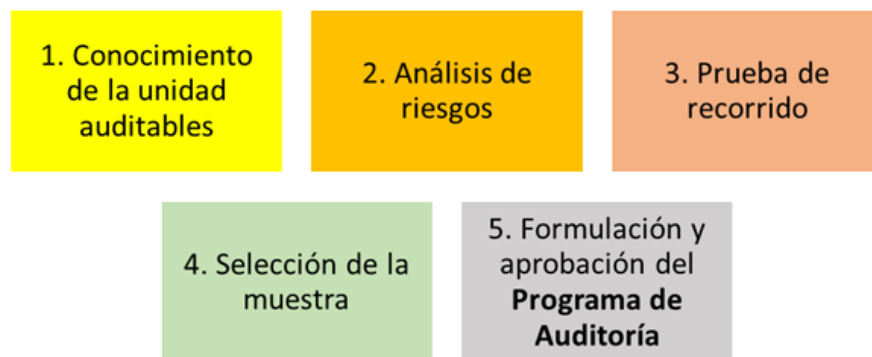 1. Conocimiento
de la unidad
auditables
2. Análisis de
riesgos
3. Prueba de
recorrido
4. Selección de la
muestra
5. Formulación y
aprobación del
Programa de
Auditoría